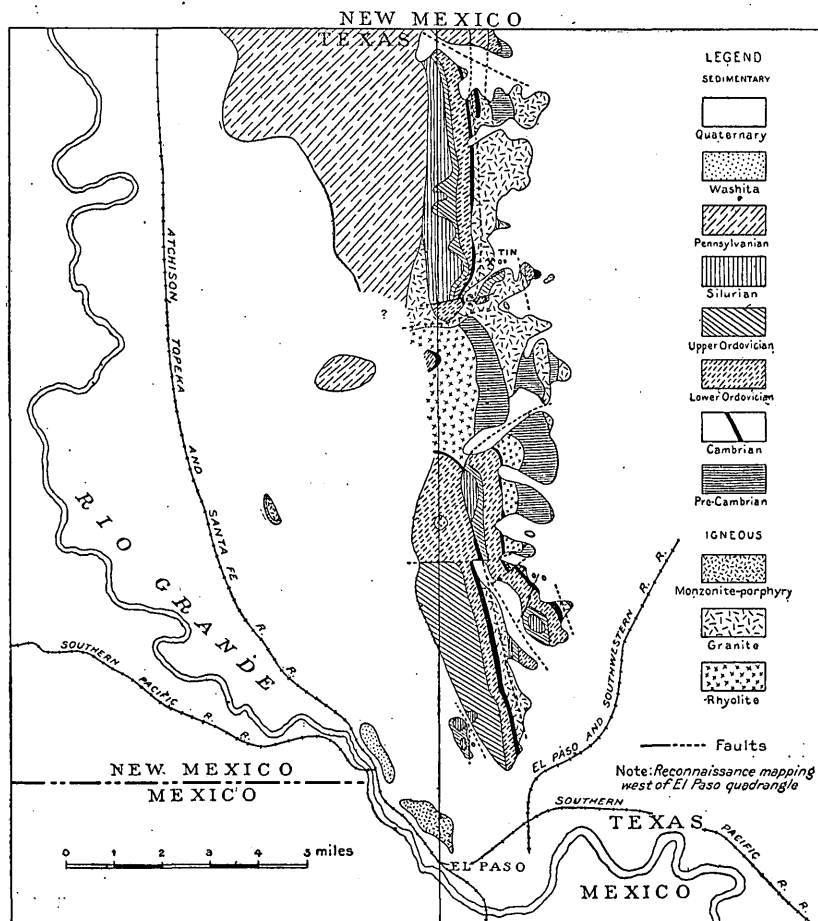 NEW MEXICO
TEXAS
LEGEND
SEDIMENTARY
Quaternary
Washita
Pennsylvanian
Silurian
Upper Ordovician
Lower Ordovician
Cambrian
Pre-Cambrian
IGNEOUS
Monzonite-porphyry
Granite
Rhyolite
Faults
Note: Reconnaissance mapping
west of El Paso quadrangle
TIN
?
ATCHISON TOPEKA AND SANTA FE R. R.
RIO GRANDE
SOUTHERN PACIFIC R. R.
EL PASO AND SOUTHWESTERN R. R.
NEW MEXICO
MEXICO
0 1 2 3 4 5 miles
EL PASO
SOUTHERN PACIFIC R. R.
TEXAS
MEXICO